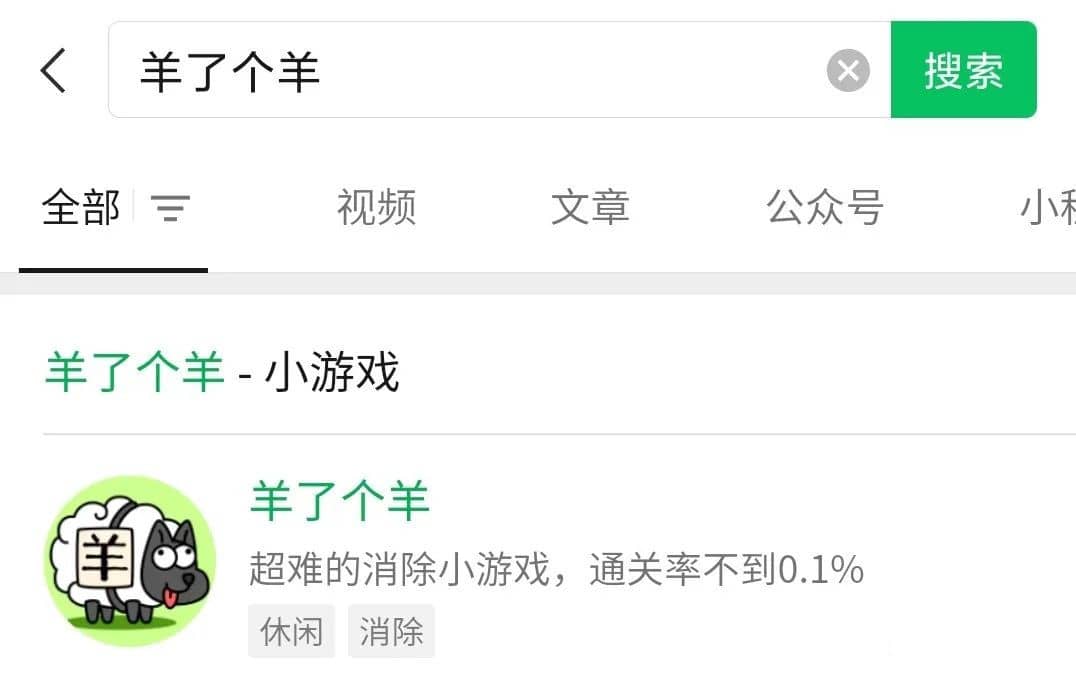 羊了个羊 搜索
全部 视频 文章 公众号 小
羊了个羊 - 小游戏
羊了个羊
羊
超难的消除小游戏，通关率不到0.1%
休闲 消除